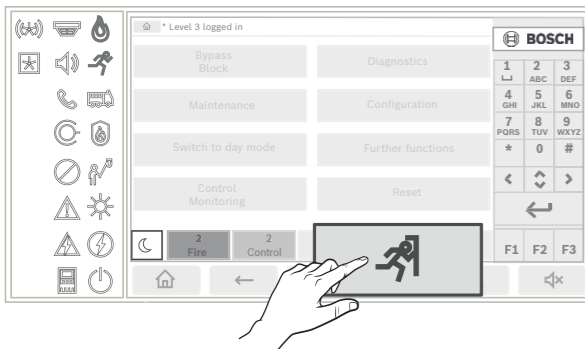 * Level 3 logged in
BOSCH
Bypass
Block
Diagnostics
Maintenance
Configuration
Switch to day mode
Further functions
Control
Monitoring
Reset
2
Fire
2
Control
1
2
ABC
3
DEF
4
GHI
5
JKL
6
MNO
7
PQRS
8
TUV
9
WXYZ
* 0 #
F1 F2 F3